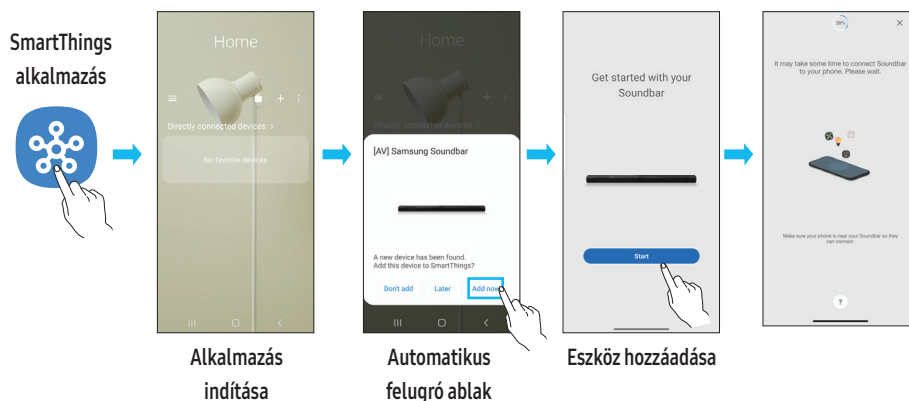 SmartThings
alkalmazás
Home
Directly connected devices >
No favorite devices
Alkalmazás
indítása
Home
Directly connected devices >
[AV] Samsung Soundbar
A new device has been found.
Add this device to SmartThings?
Don't add Later Add now
Automatikus
felugró ablak
Get started with your
Soundbar
Start
Eszköz hozzáadása
39%
It may take some time to connect Soundbar
to your phone. Please wait.
Make sure your phone is near your Soundbar so they
can connect.
?